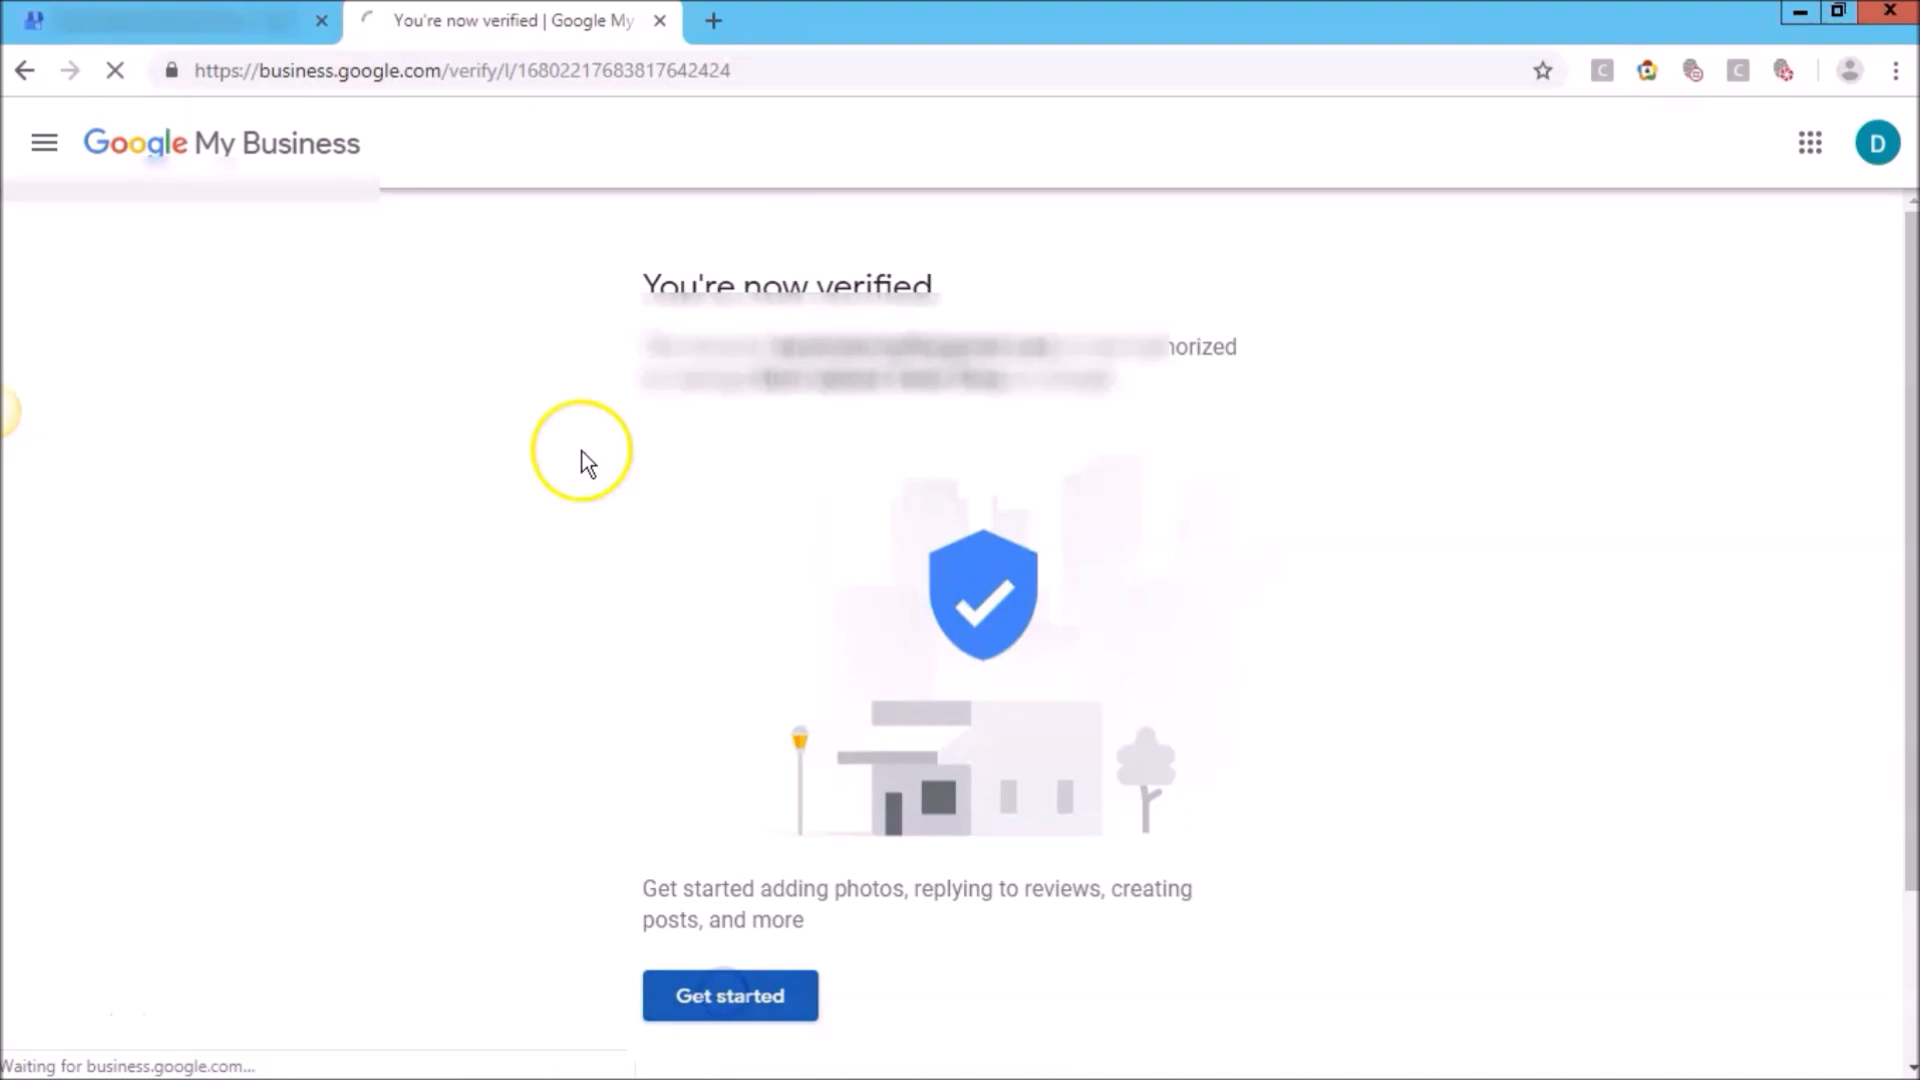 You're now verified | Google My
https://business.google.com/verify/l/16802217683817642424
C
C
Google My Business
D
You're now verified
horized
Get started adding photos, replying to reviews, creating
posts, and more
Get started
Waiting for business.google.com...